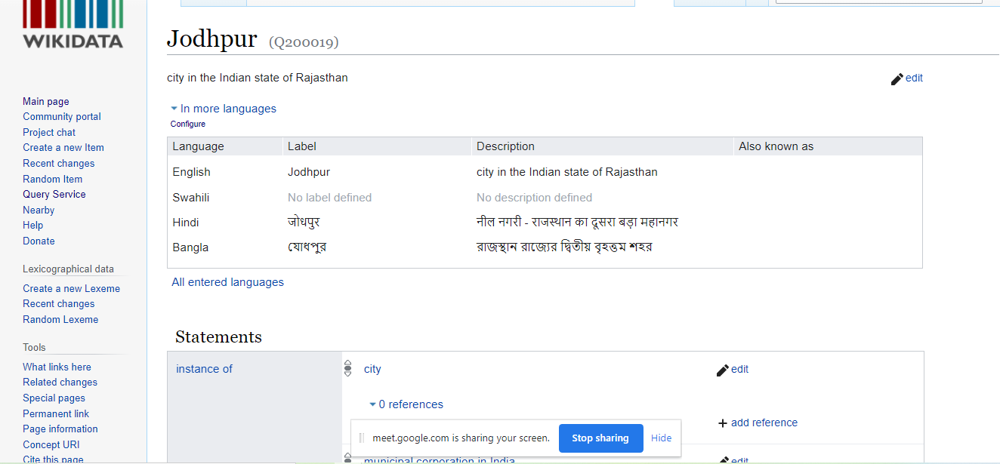 WIKIDATA
Main page
Community portal
Project chat
Create a new Item
Recent changes
Random Item
Query Service
Nearby
Help
Donate
Lexicographical data
Create a new Lexeme
Recent changes
Random Lexeme
Tools
What links here
Related changes
Special pages
Permanent link
Page information
Concept URI
Cite this page
Jodhpur (Q200019)
city in the Indian state of Rajasthan edit
In more languages
Configure
Language Label Description Also known as
English Jodhpur city in the Indian state of Rajasthan
Swahili No label defined No description defined
Hindi जोधपुर नील नगरी - राजस्थान का दूसरा बड़ा महानगर
Bangla যোধপুর রাজস্থান রাজ্যের দ্বিতীয় বৃহত্তম শহর
All entered languages
Statements
instance of city edit
0 references
add reference
meet.google.com is sharing your screen. Stop sharing Hide
municipal corporation in India edit